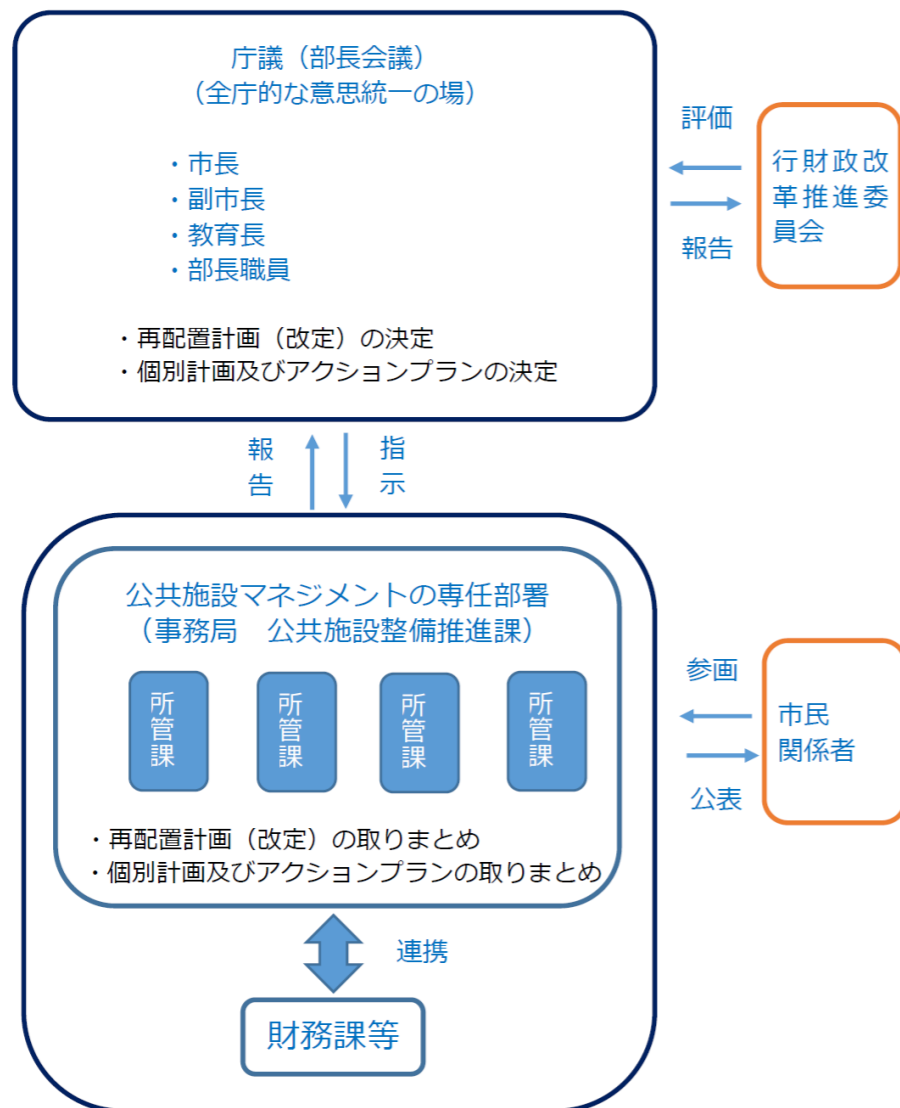 庁議（部長会議）
（全庁的な意思統一の場）
・市長
・副市長
・教育長
・部長職員
・再配置計画（改定）の決定
・個別計画及びアクションプランの決定
評価
報告
行財政改
革推進委
員会
報告
指示
公共施設マネジメントの専任部署
（事務局　公共施設整備推進課）
所管課
所管課
所管課
所管課
・再配置計画（改定）の取りまとめ
・個別計画及びアクションプランの取りまとめ
参画
公表
市民
関係者
連携
財務課等